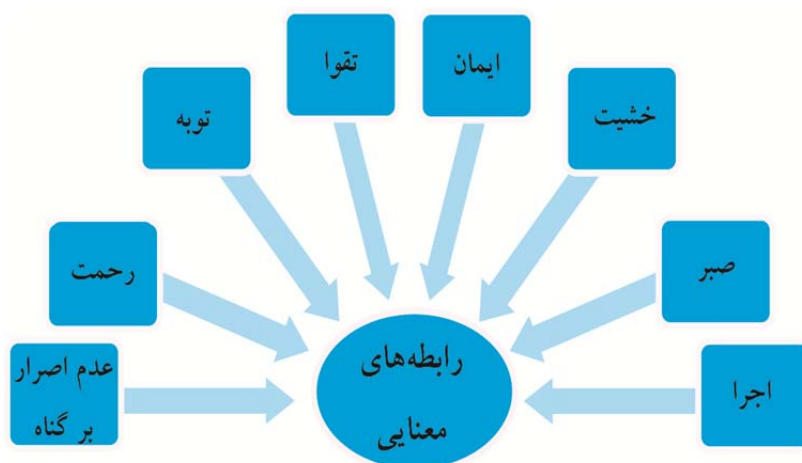 ایمان
تقوا
خشیت
توبه
صبر
رحمت
رابطه‌های
معنایی
اجرا
عدم اصرار
بر گناه